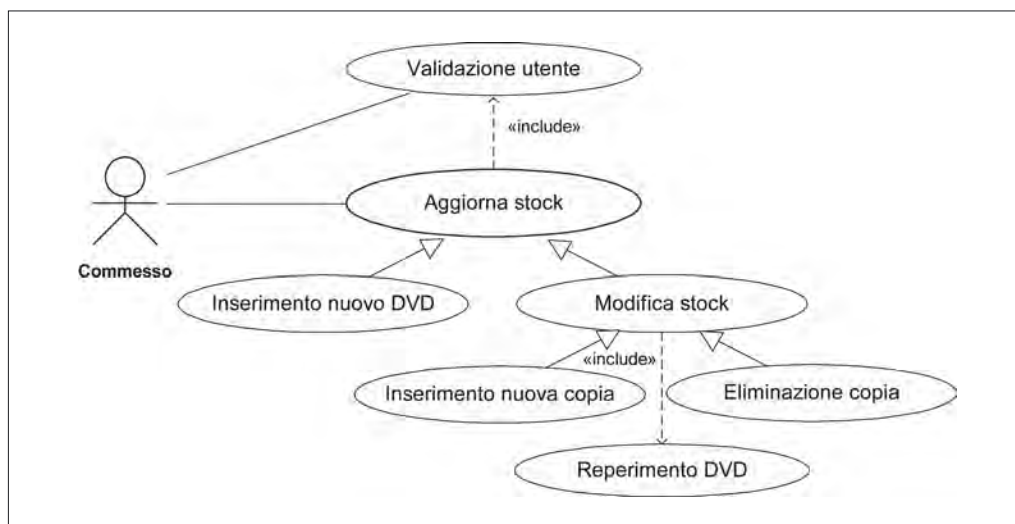 Validazione utente
«include»
Aggiorna stock
Commesso
Inserimento nuovo DVD
Modifica stock
«include»
Inserimento nuova copia
Eliminazione copia
Reperimento DVD